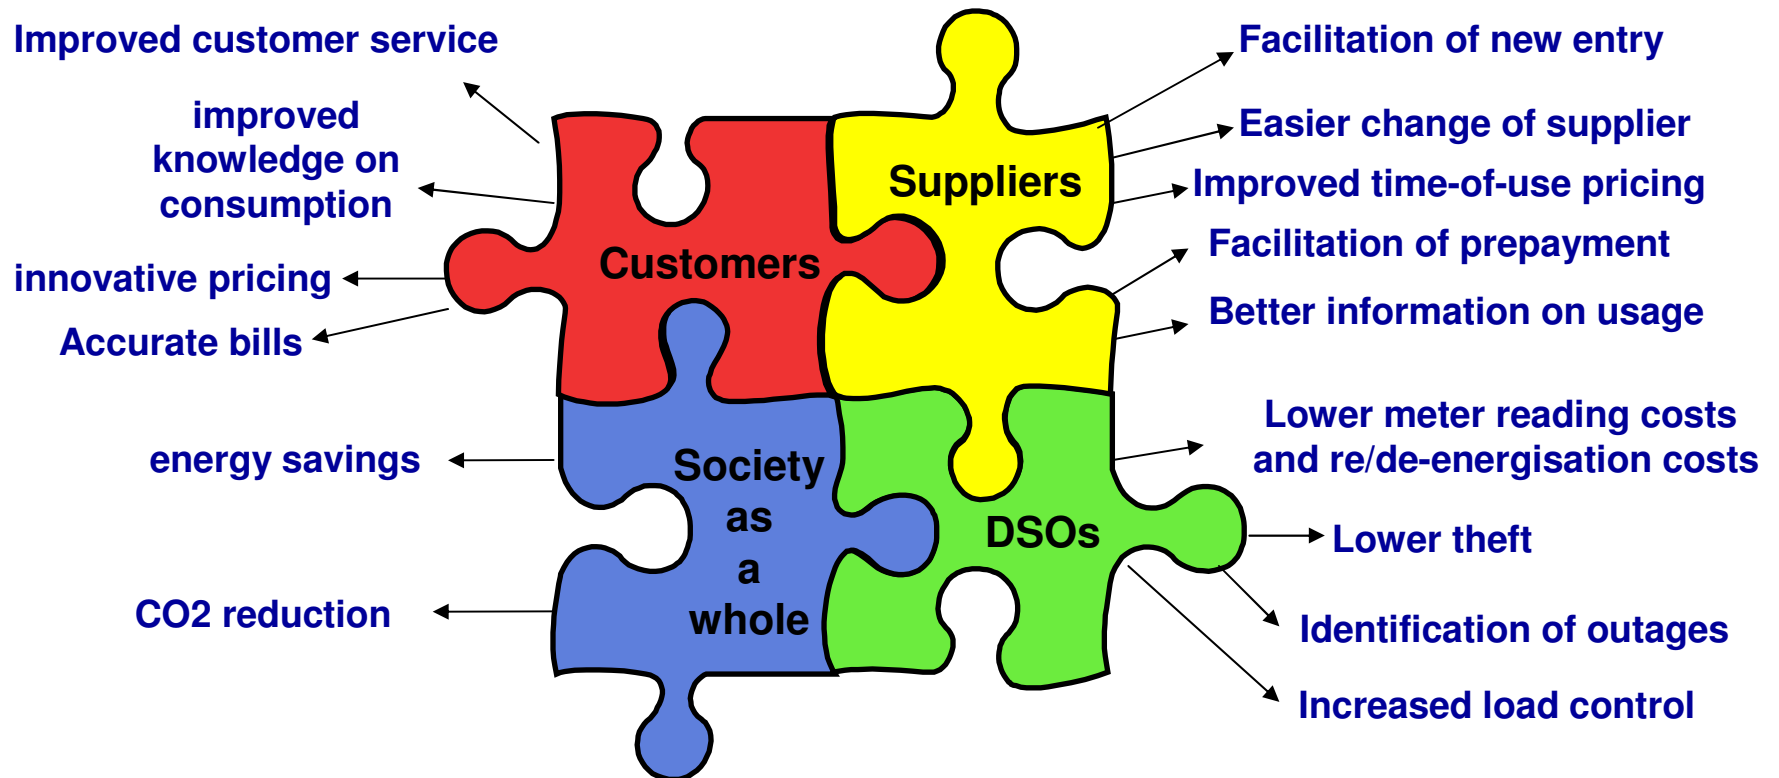 Improved customer service
improved
knowledge on
consumption
innovative pricing
Accurate bills
energy savings
CO2 reduction
Customers
Suppliers
Society
as
a
whole
DSOs
Facilitation of new entry
Easier change of supplier
Improved time-of-use pricing
Facilitation of prepayment
Better information on usage
Lower meter reading costs
and re/de-energisation costs
Lower theft
Identification of outages
Increased load control